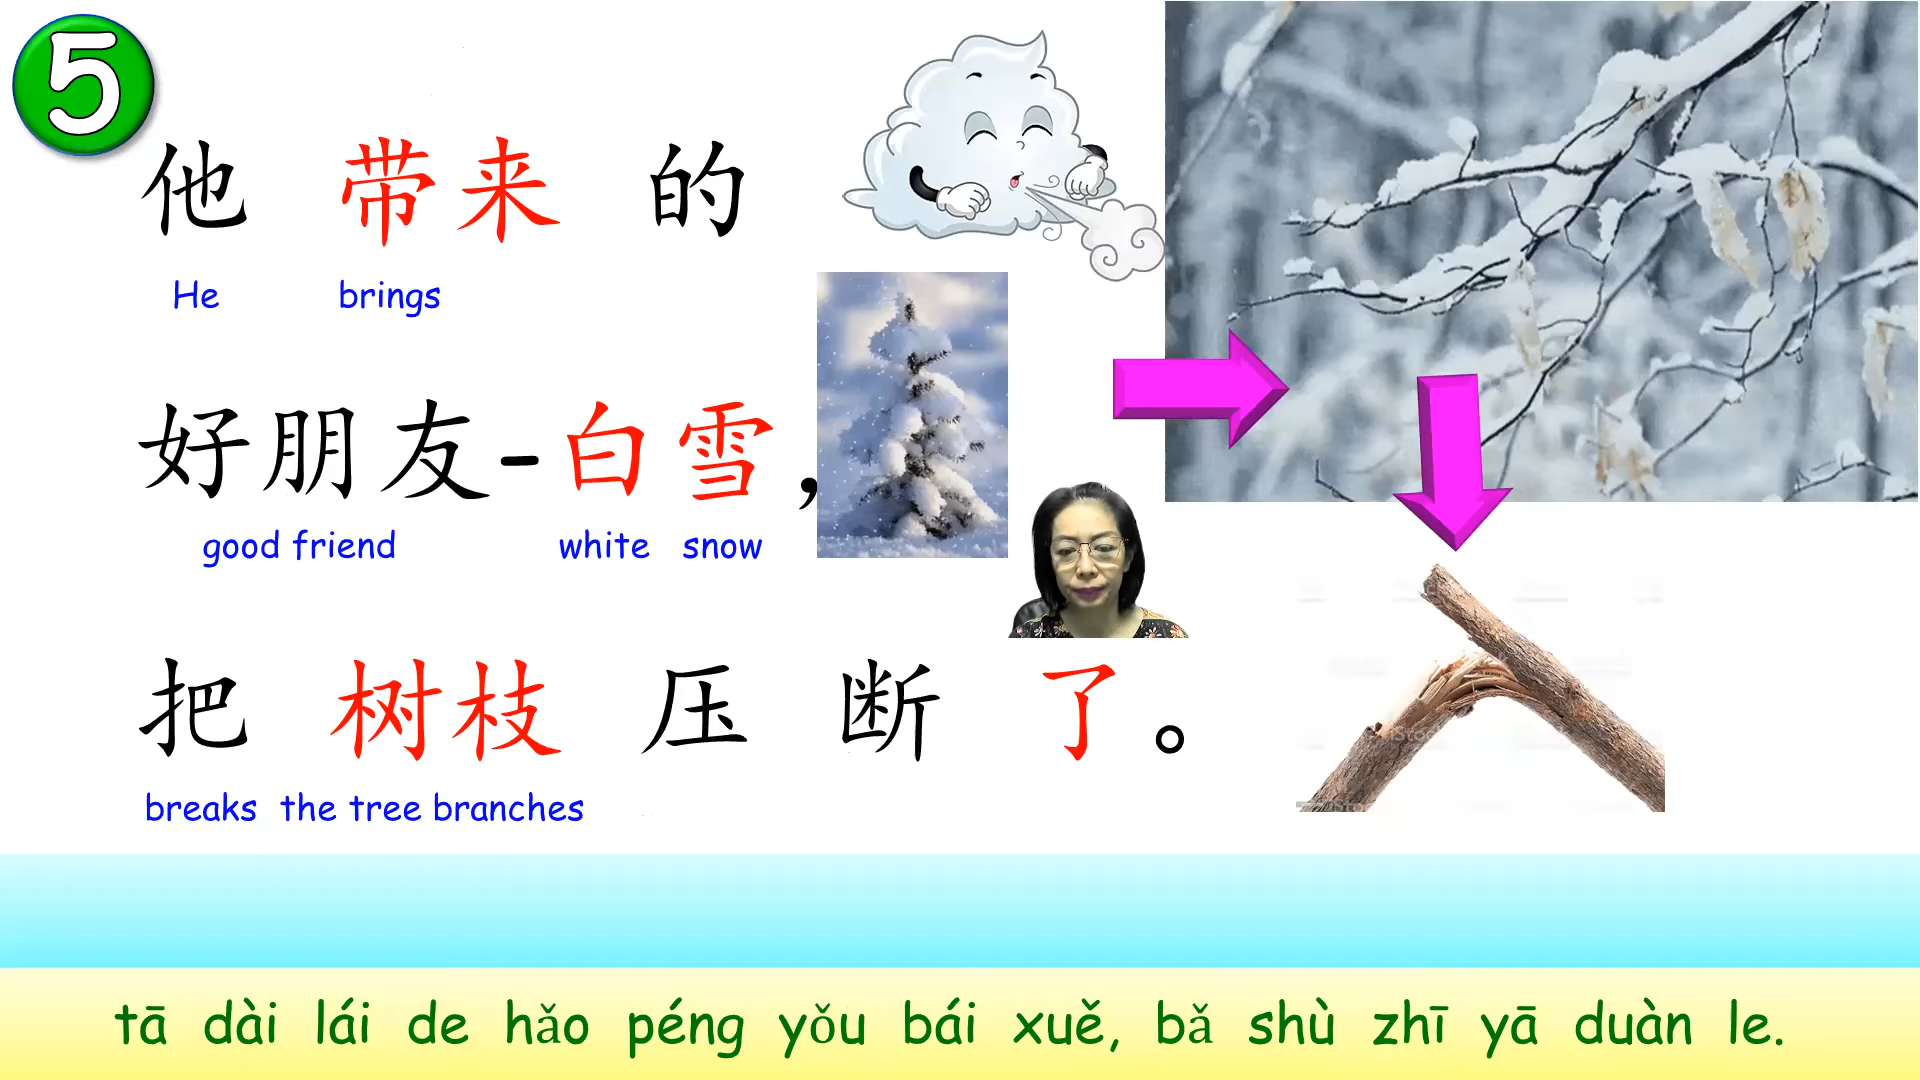 5
他 带来 的
He brings
好朋友-白雪,
good friend white snow
把 树枝 压 断 了。
breaks the tree branches
iStock
iStock
tā dài lái de hǎo péng yǒu bái xuě, bǎ shù zhī yā duàn le.